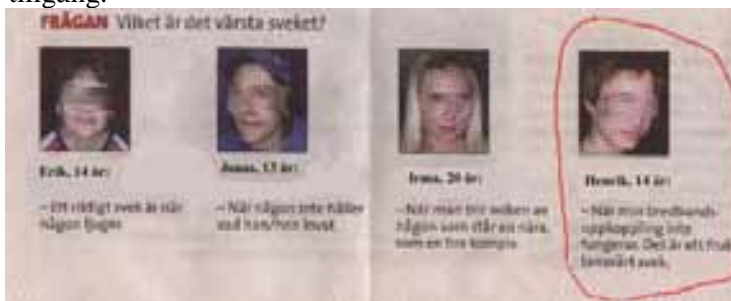 tillgång.
FRÅGAN Vilket är det värsta sveket?
Erik, 14 år:
– Ett riktigt svek är när
någon ljuger.
Jonas, 13 år:
– När någon inte håller
vad han/hon lovat.
Irma, 20 år:
– När man blir sviken av
någon som står en nära,
som en bra kompis.
Henrik, 14 år:
– När min bredbands-
uppkoppling inte
fungerar. Det är ett fruk-
tansvärt svek.